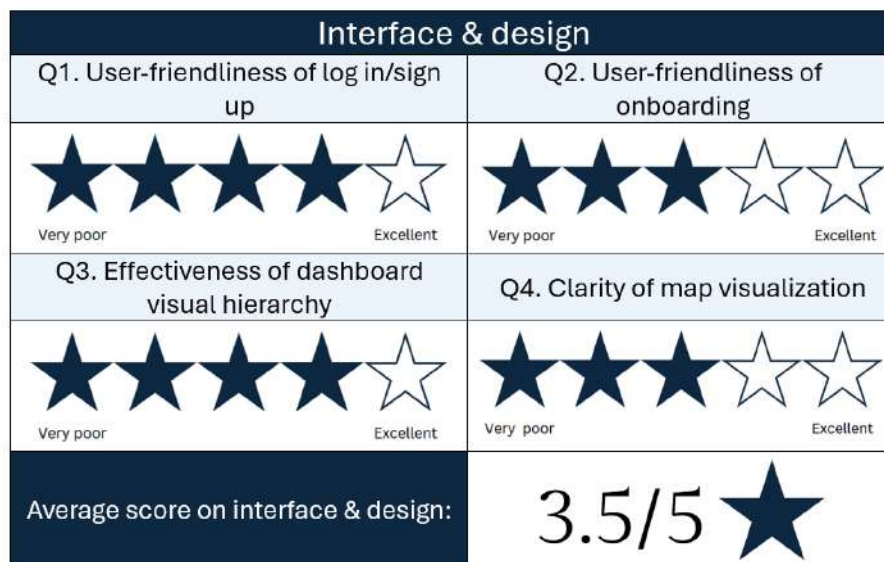 Interface & design
Q1. User-friendliness of log in/sign
up
Q2. User-friendliness of
onboarding
Very poor
Excellent
Very poor
Excellent
Q3. Effectiveness of dashboard
visual hierarchy
Q4. Clarity of map visualization
Very poor
Excellent
Very poor
Excellent
Average score on interface & design:
3.5/5